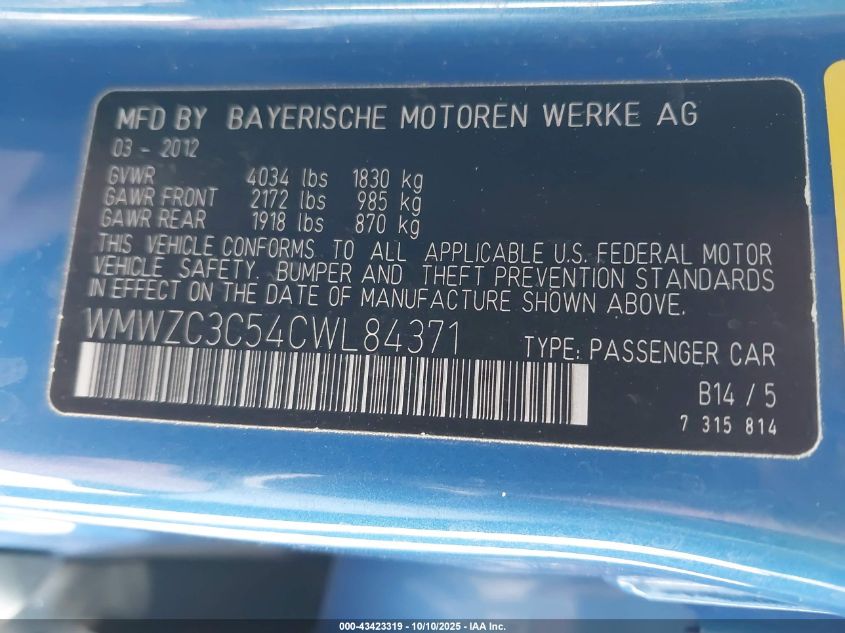 MFD BY BAYERISCHE MOTOREN WERKE AG
03 - 2012
GVWR 4034 lbs 1830 kg
GAWR FRONT 2172 lbs 985 kg
GAWR REAR 1918 lbs 870 kg
THIS VEHICLE CONFORMS TO ALL APPLICABLE U.S. FEDERAL MOTOR
VEHICLE SAFETY, BUMPER AND THEFT PREVENTION STANDARDS
IN EFFECT ON THE DATE OF MANUFACTURE SHOWN ABOVE.
WMWZC3C54CWL84371 TYPE: PASSENGER CAR
B14 / 5
7 315 814
000-43423319 - 10/10/2025 - IAA Inc.